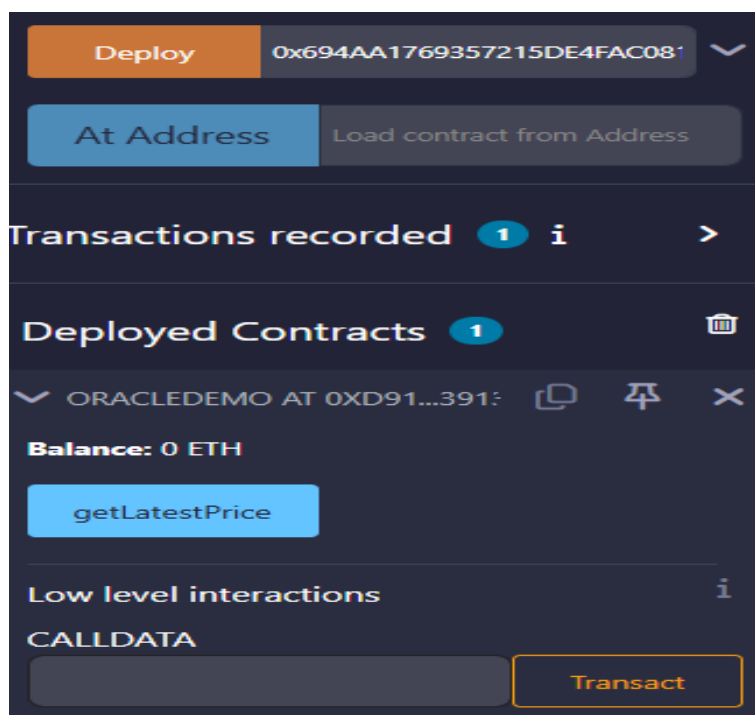 Deploy 0x694AA1769357215DE4FAC081
At Address Load contract from Address
Transactions recorded 1 i
Deployed Contracts 1
ORACLEDEMO AT 0XD91...3913
Balance: 0 ETH
getLatestPrice
Low level interactions i
CALLDATA
Transact